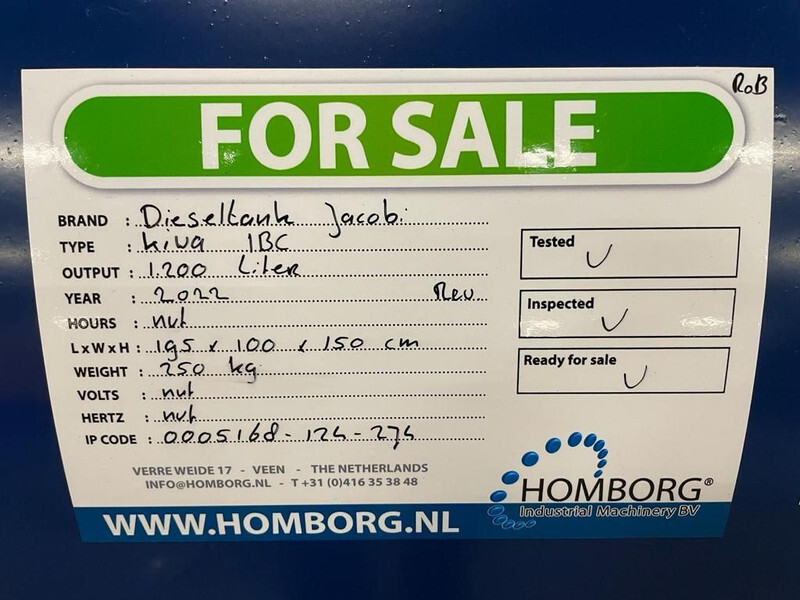 RoB
FOR SALE
BRAND : Dieseltank Jacobi
TYPE : kiwa IBC
OUTPUT : 1.200 Liter
YEAR : 2022 Rev
HOURS : nvt
L x W x H : 195 x 100 x 150 cm
WEIGHT : 250 kg
VOLTS : nvt
HERTZ : nvt
IP CODE : 0005168-124-274
Tested
Inspected
Ready for sale
VERRE WEIDE 17 - VEEN - THE NETHERLANDS
INFO@HOMBORG.NL - T +31 (0)416 35 38 48
HOMBORG®
Industrial Machinery BV
WWW.HOMBORG.NL